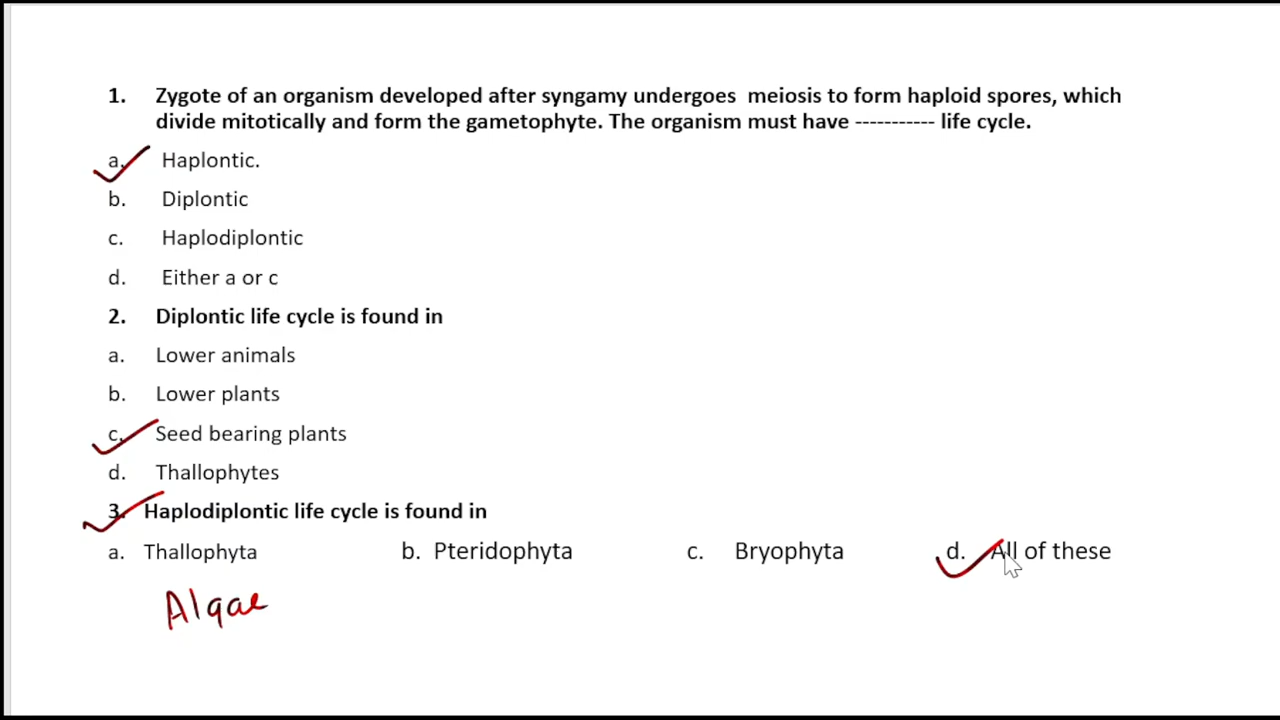 1. Zygote of an organism developed after syngamy undergoes meiosis to form haploid spores, which
divide mitotically and form the gametophyte. The organism must have ----------- life cycle.
a. Haplontic.
b. Diplontic
c. Haplodiplontic
d. Either a or c
2. Diplontic life cycle is found in
a. Lower animals
b. Lower plants
c. Seed bearing plants
d. Thallophytes
3. Haplodiplontic life cycle is found in
a. Thallophyta b. Pteridophyta c. Bryophyta d. All of these
Algae